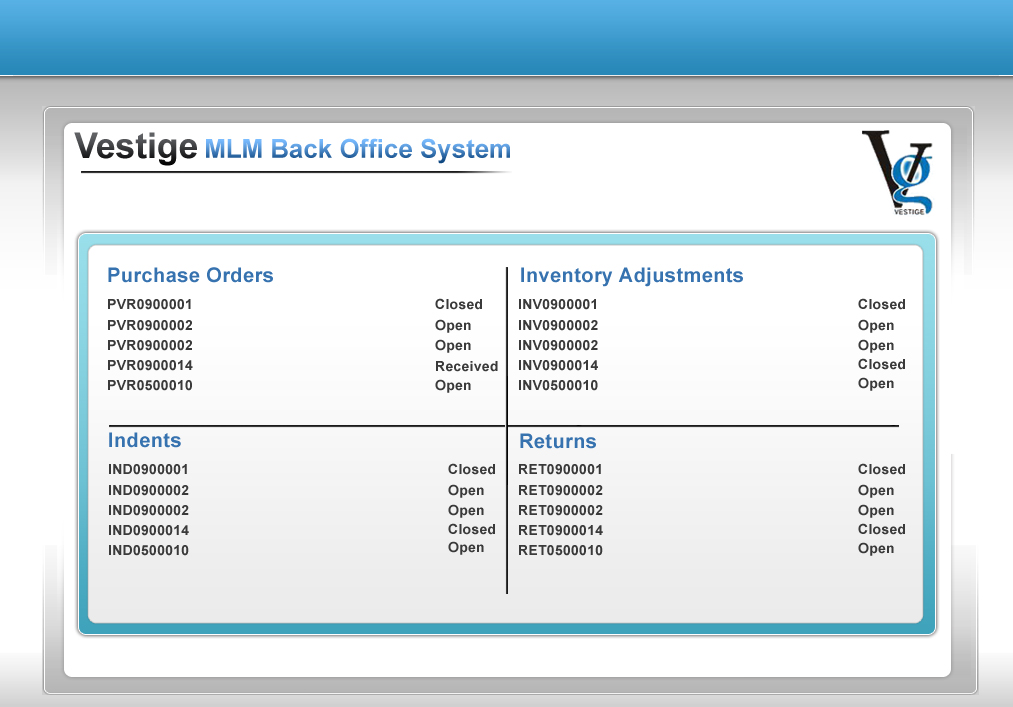 Vestige MLM Back Office System
VESTIGE
Purchase Orders
PVR0900001 Closed
PVR0900002 Open
PVR0900002 Open
PVR0900014 Received
PVR0500010 Open
Inventory Adjustments
INV0900001 Closed
INV0900002 Open
INV0900002 Open
INV0900014 Closed
INV0500010 Open
Indents
IND0900001 Closed
IND0900002 Open
IND0900002 Open
IND0900014 Closed
IND0500010 Open
Returns
RET0900001 Closed
RET0900002 Open
RET0900002 Open
RET0900014 Closed
RET0500010 Open